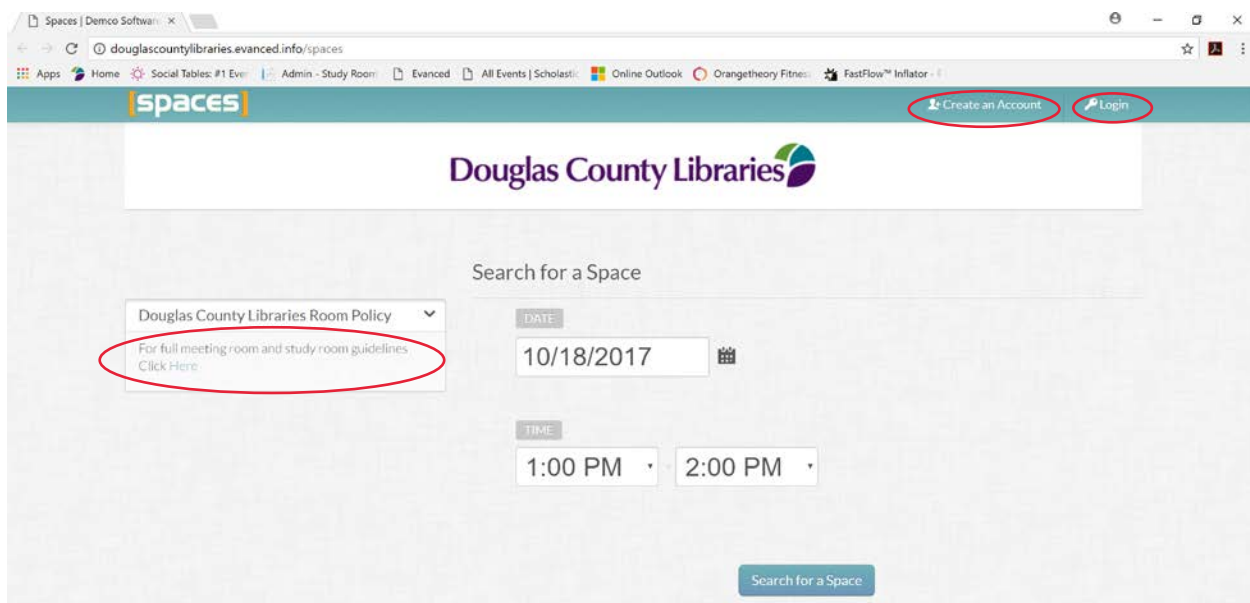 Spaces | Demco Softwar
douglascountylibraries.evanced.info/spaces
Apps Home Social Tables: #1 Even Admin - Study Room Evanced All Events | Scholastic Online Outlook Orangetheory Fitness FastFlow™ Inflator -
[spaces] Create an Account Login
Douglas County Libraries
Search for a Space
Douglas County Libraries Room Policy
For full meeting room and study room guidelines
Click Here
DATE
10/18/2017
TIME
1:00 PM - 2:00 PM
Search for a Space